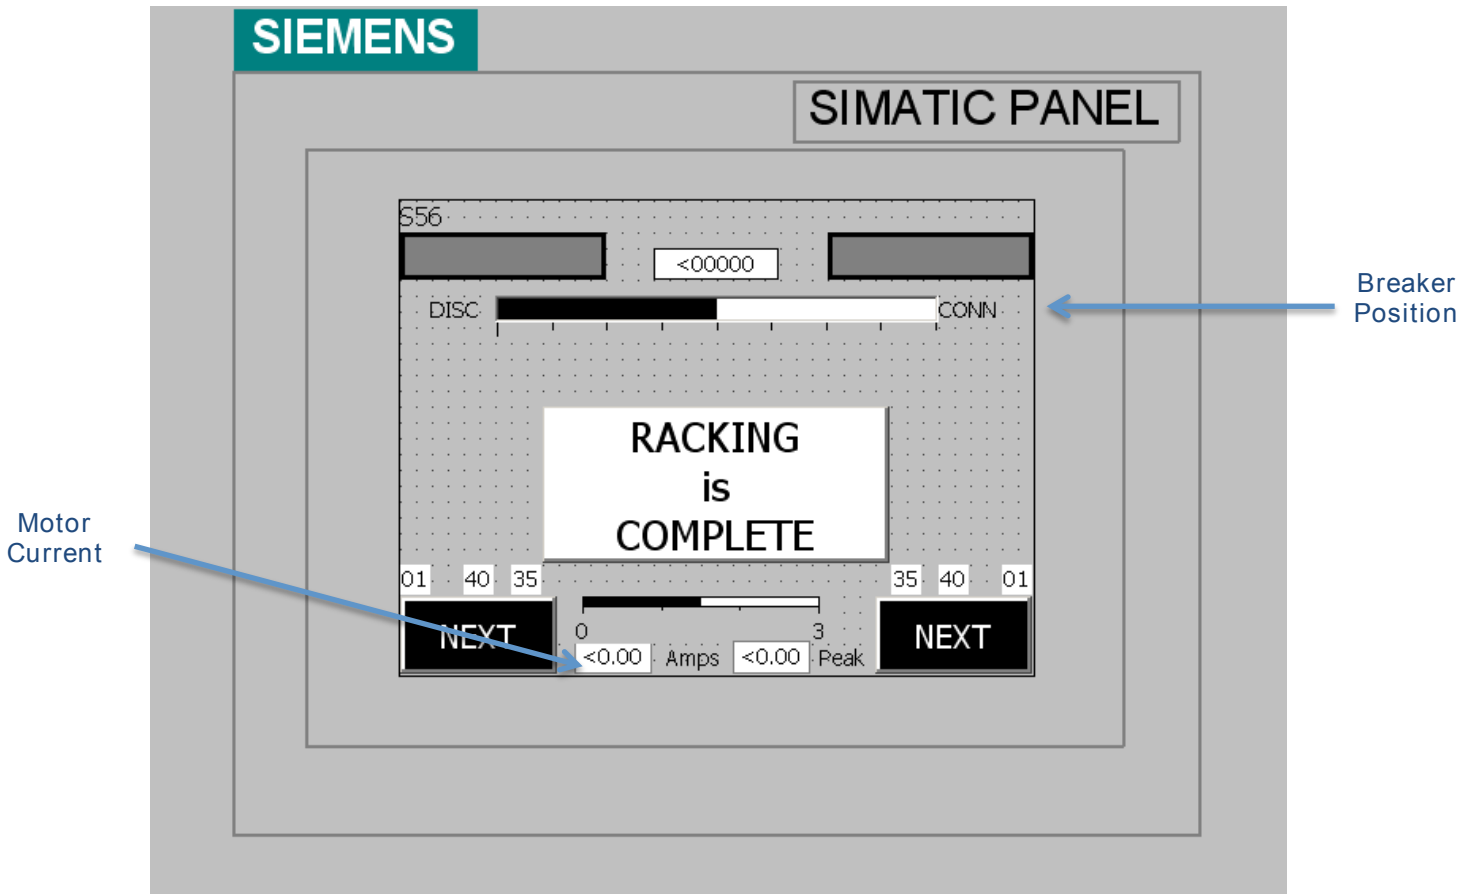 SIEMENS
SIMATIC PANEL
S56
<00000
DISC
CONN
Breaker
Position
RACKING
is
COMPLETE
Motor
Current
01 40 35
35 40 01
NEXT
0 3
NEXT
<0.00 Amps <0.00 Peak